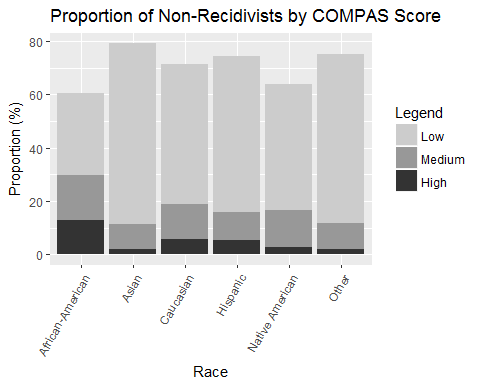 Proportion of Non-Recidivists by COMPAS Score
80
60
40
20
0
Proportion (%)
African-American
Asian
Caucasian
Hispanic
Native American
Other
Race
Legend
Low
Medium
High